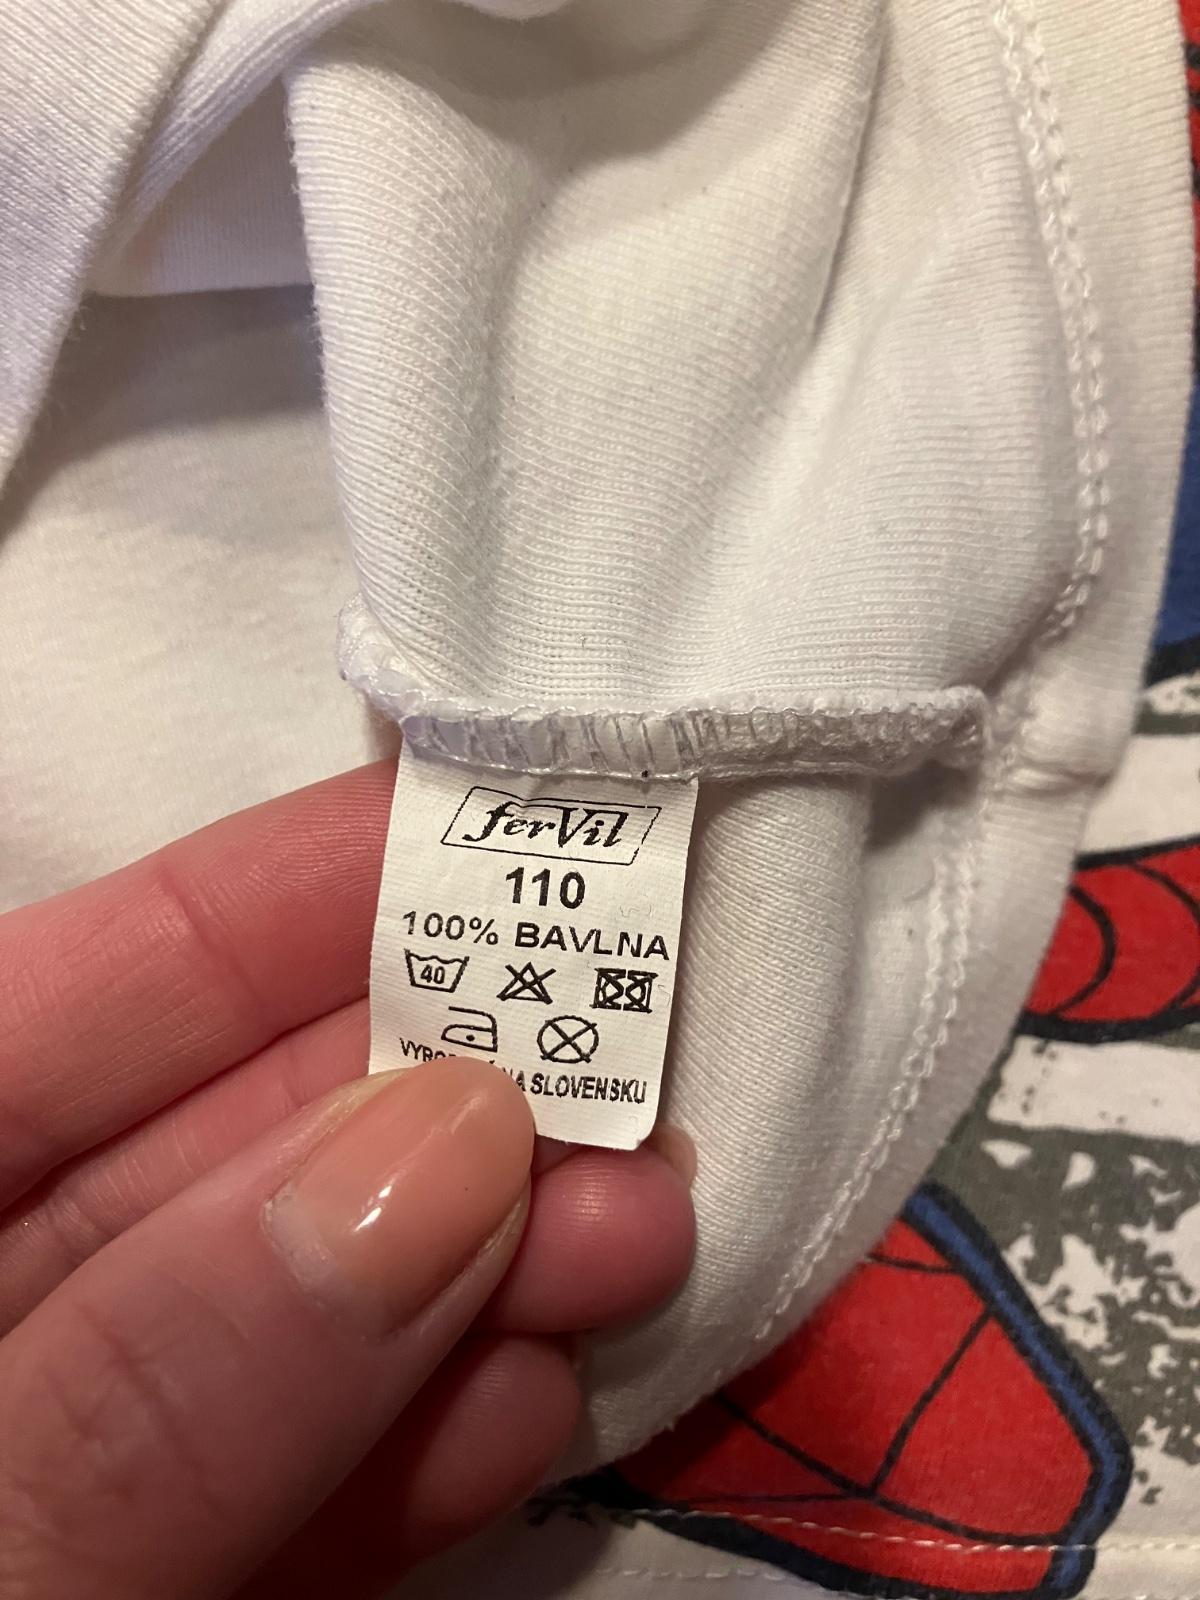 ferVil
110
100% BAVLNA
40
NA SLOVENSKU